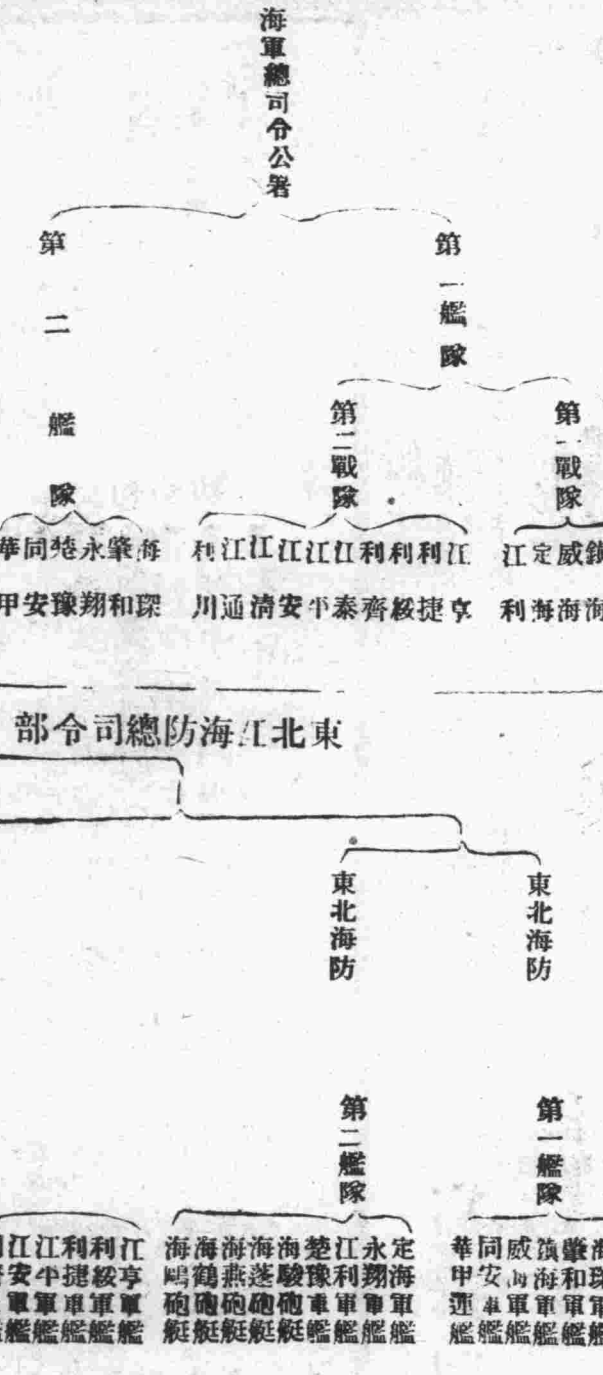 海軍總司令公署
第一艦隊
第一戰隊
鎮海
威海
定海
江利
第二戰隊
江亨
利捷
利綏
利齊
江泰
江平
江安
江清
江通
利川
第二艦隊
海琛
肇和
永翔
楚豫
同安
華甲
東北江海防總司令部
東北海防
第一艦隊
海琛軍艦
肇和軍艦
鎮海軍艦
威海軍艦
同安軍艦
華甲運艦
東北海防
第二艦隊
定海軍艦
永翔軍艦
江利軍艦
楚豫軍艦
海駿砲艇
海蓬砲艇
海燕砲艇
海鶴砲艇
海鷗砲艇
江亨軍艦
利綏軍艦
利捷軍艦
江平軍艦
江安軍艦